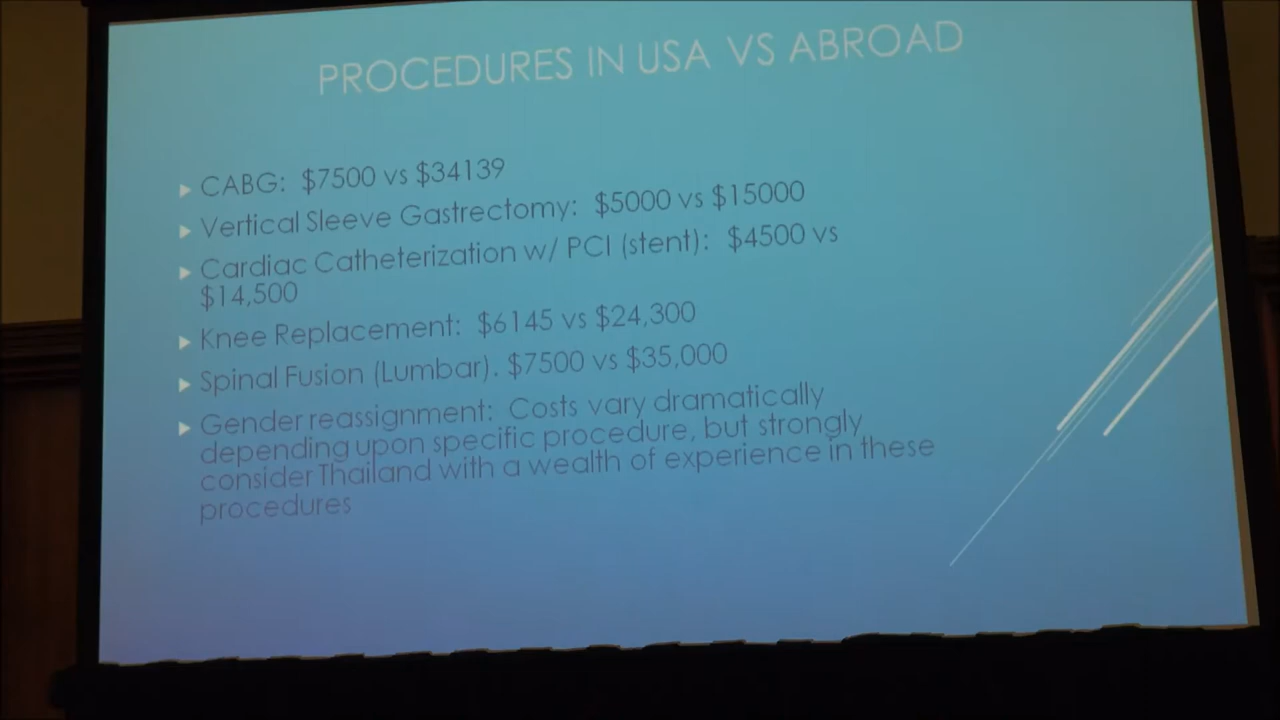 PROCEDURES IN USA VS ABROAD
CABG: $7500 vs $34139
Vertical Sleeve Gastrectomy: $5000 vs $15000
Cardiac Catheterization w/ PCI (stent): $4500 vs
$14,500
Knee Replacement: $6145 vs $24,300
Spinal Fusion (Lumbar). $7500 vs $35,000
Gender reassignment: Costs vary dramatically
depending upon specific procedure, but strongly
consider Thailand with a wealth of experience in these
procedures